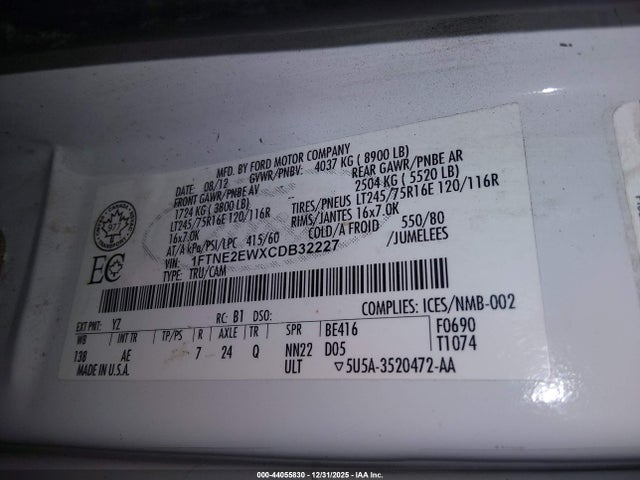 MFD. BY FORD MOTOR COMPANY
DATE: 08/12 GVWR/PNBV: 4037 KG ( 8900 LB)
FRONT GAWR/PNBE AV REAR GAWR/PNBE AR
1724 KG ( 3800 LB) 2504 KG ( 5520 LB)
LT245/75R16E 120/116R TIRES/PNEUS LT245/75R16E 120/116R
16x7.0K RIMS/JANTES 16x7.0K
AT/A kPa/PSI/LPC 415/60 COLD/A FROID 550/80
VIN: 1FTNE2EWXCDB32227 /JUMELEES
TYPE: TRU/CAM
977
EC
COMPLIES: ICES/NMB-002
EXT PNT: YZ RC: B1 DSO:
WB INT TR TP/PS R AXLE TR SPR BE416 F0690
138 AE 7 24 Q NN22 D05 T1074
MADE IN U.S.A. ULT ▽5U5A-3520472-AA
000-44055830 - 12/31/2025 - IAA Inc.